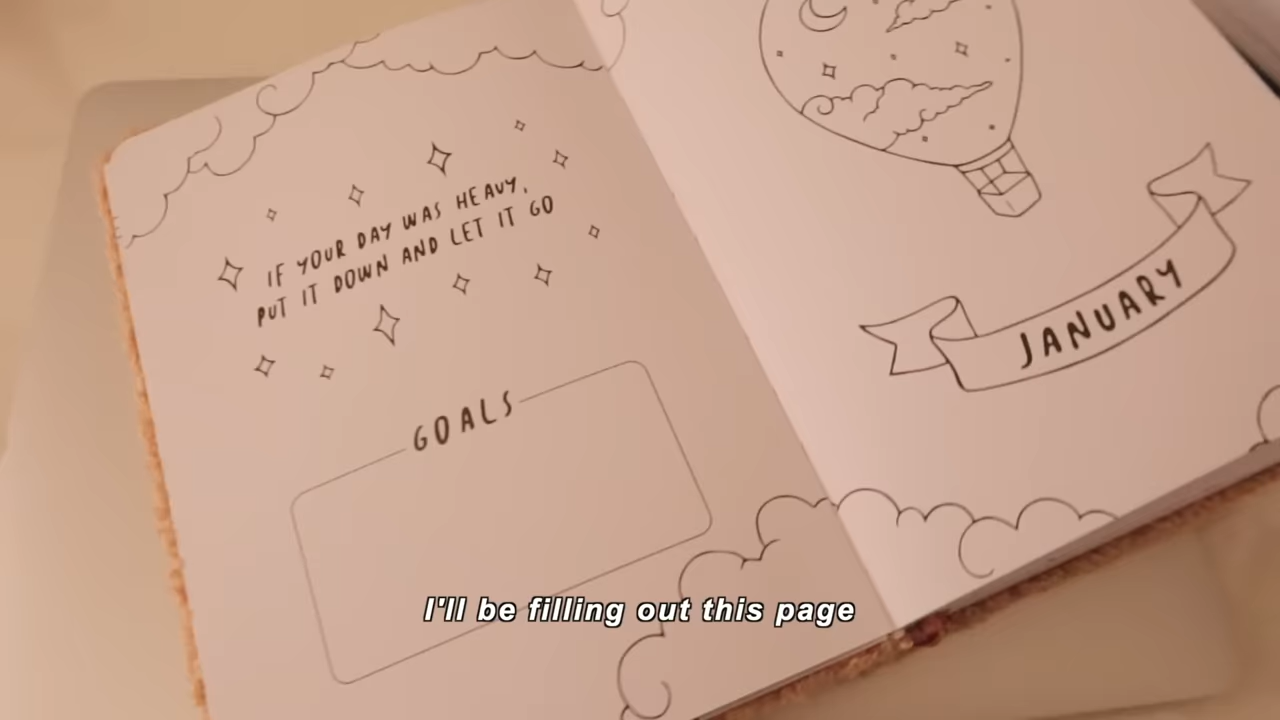 IF YOUR DAY WAS HEAVY,
PUT IT DOWN AND LET IT GO
GOALS
JANUARY
I'll be filling out this page